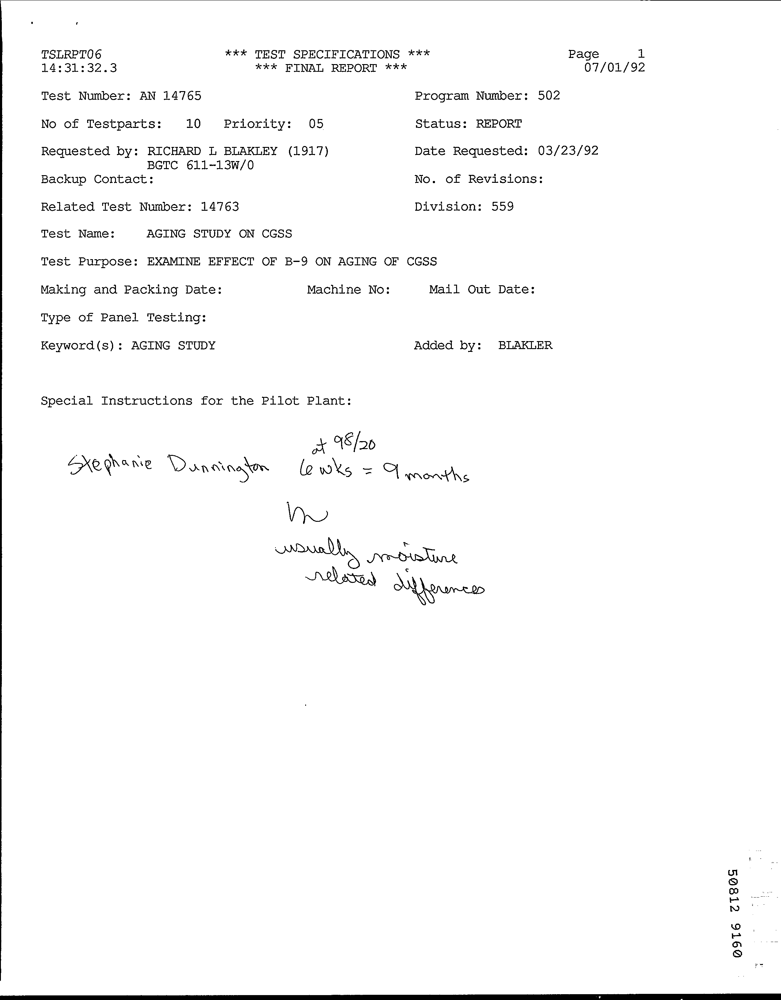 TSLRPT06 *** TEST SPECIFICATIONS *** Page 1
14:31:32.3 *** FINAL REPORT *** 07/01/92
Test Number: AN 14765 Program Number: 502
No of Testparts: 10 Priority: 05 Status: REPORT
Requested by: RICHARD L BLAKLEY (1917) Date Requested: 03/23/92
BGTC 611-13W/0
Backup Contact: No. of Revisions:
Related Test Number: 14763 Division: 559
Test Name: AGING STUDY ON CGSS
Test Purpose: EXAMINE EFFECT OF B-9 ON AGING OF CGSS
Making and Packing Date: Machine No: Mail Out Date:
Type of Panel Testing:
Keyword(s): AGING STUDY Added by: BLAKLER
Special Instructions for the Pilot Plant:
at 98/20
Stephanie Dunnington 6 wks = 9 months
usually moisture
related differences
50812 9160